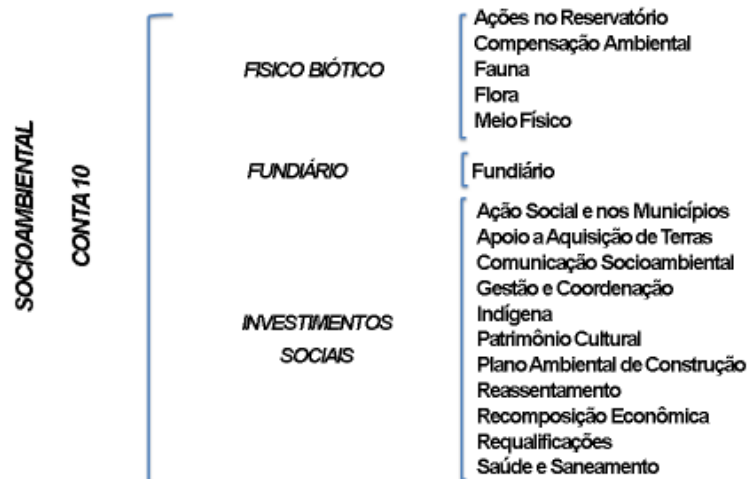 SOCIOAMBIENTAL
CONTA 10
FISICO BIÓTICO
Ações no Reservatório
Compensação Ambiental
Fauna
Flora
Meio Físico
FUNDIÁRIO
Fundiário
INVESTIMENTOS
SOCIAIS
Ação Social e nos Municípios
Apoio a Aquisição de Terras
Comunicação Socioambiental
Gestão e Coordenação
Indígena
Patrimônio Cultural
Plano Ambiental de Construção
Reassentamento
Recomposição Econômica
Requalificações
Saúde e Saneamento